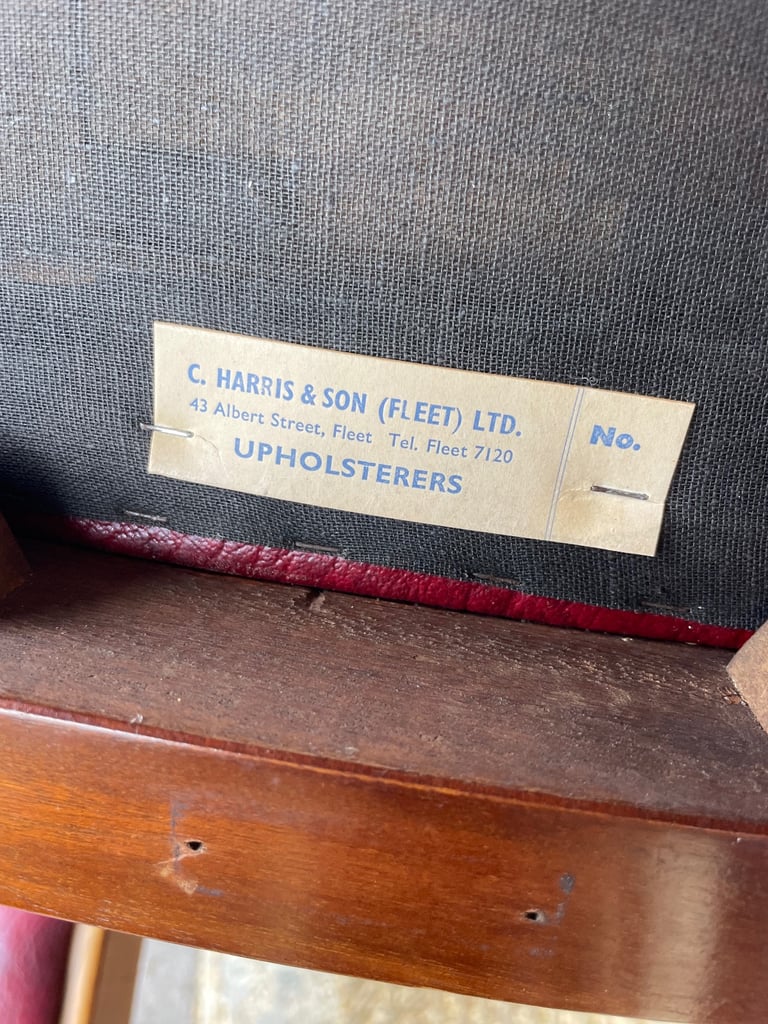 C. HARRIS & SON (FLEET) LTD.
43 Albert Street, Fleet Tel. Fleet 7120
UPHOLSTERERS
No.